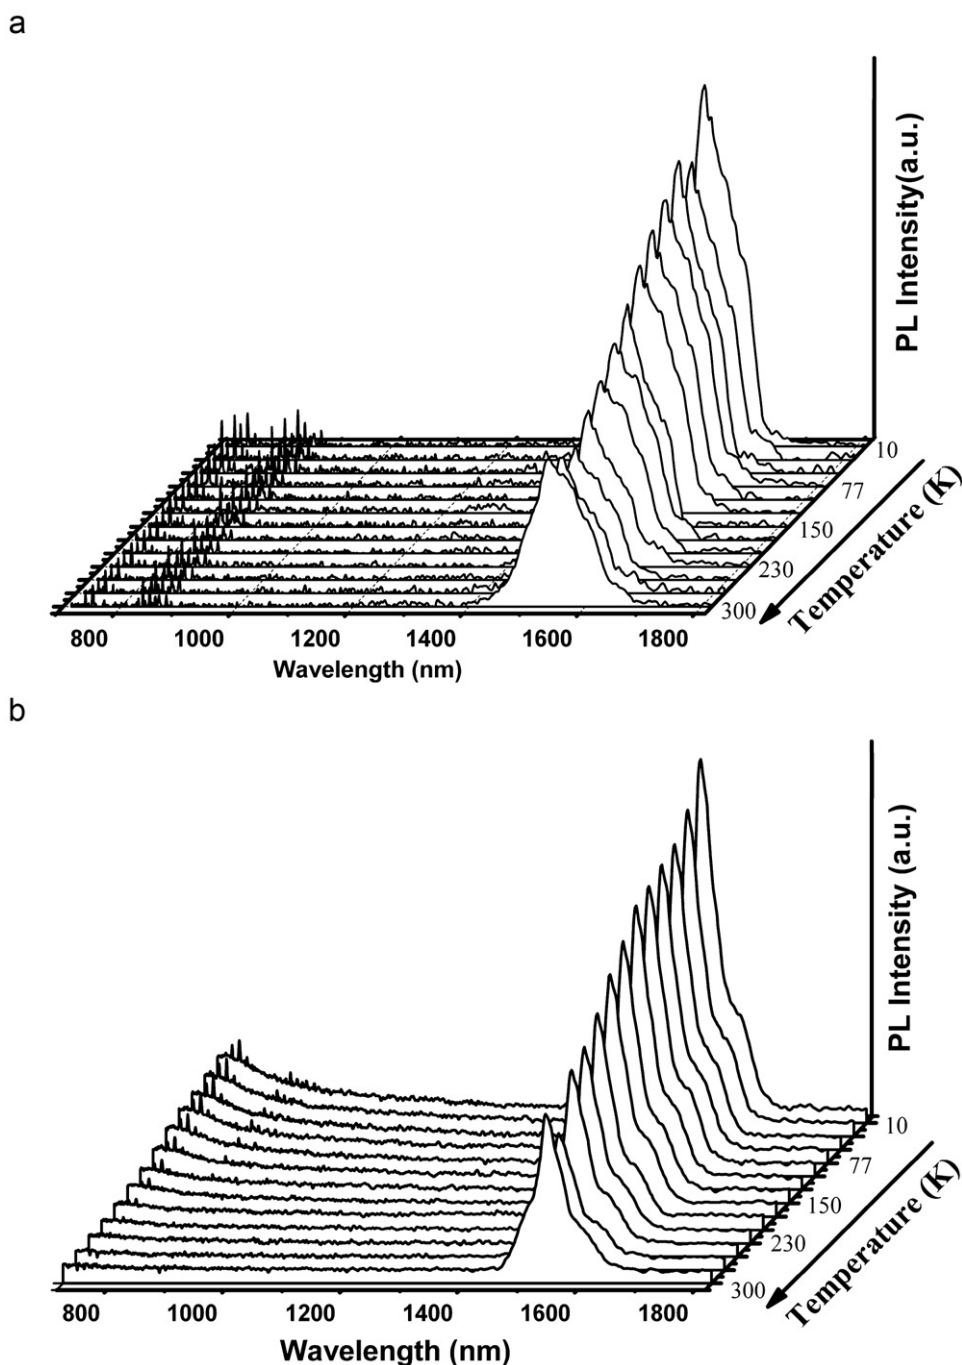 a
PL Intensity(a.u.)
10
77
150
230
300
Temperature (K)
800 1000 1200 1400 1600 1800
Wavelength (nm)
b
PL Intensity (a.u.)
10
77
150
230
300
Temperature (K)
800 1000 1200 1400 1600 1800
Wavelength (nm)